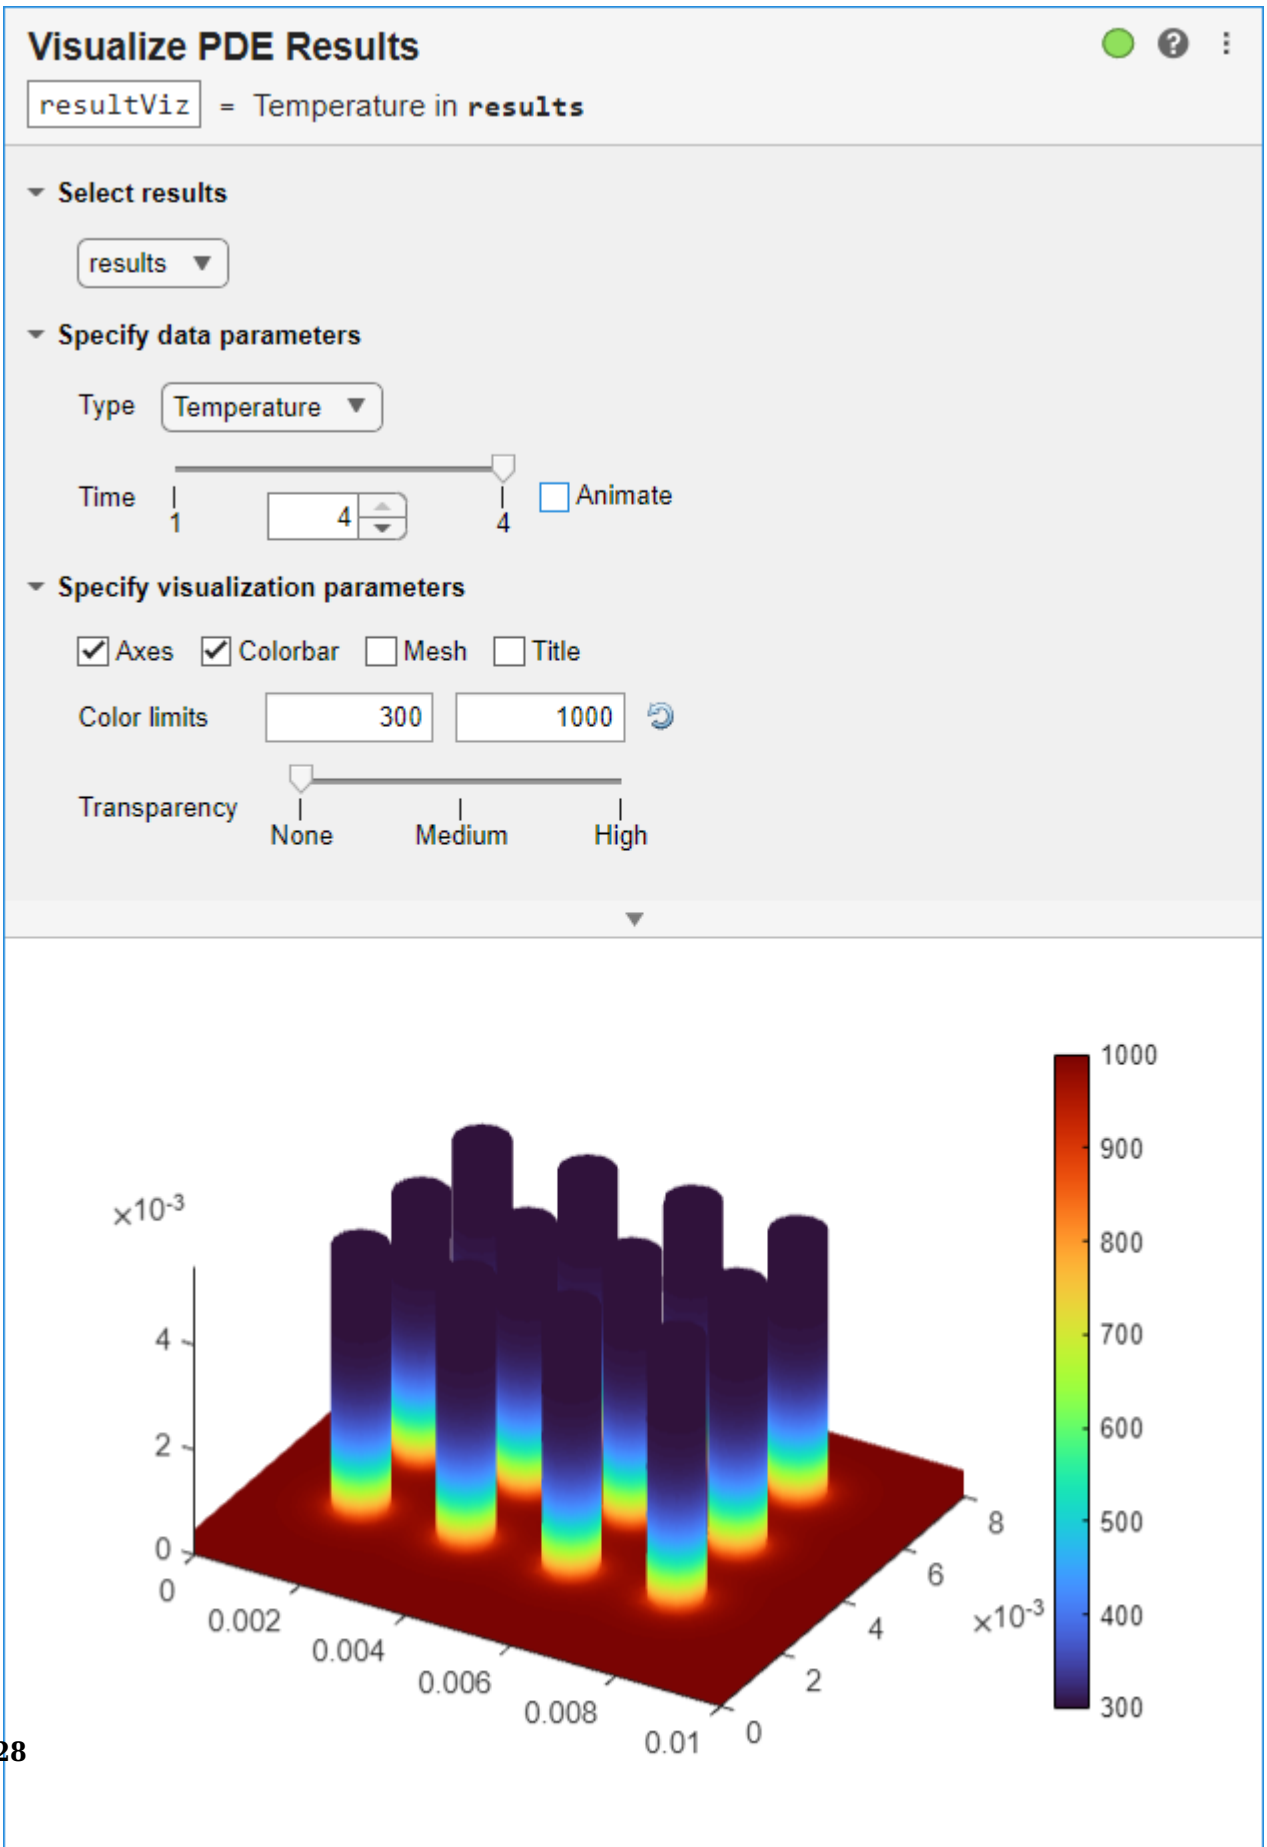 Visualize PDE Results
resultViz = Temperature in results
Select results
results
Specify data parameters
Type Temperature
Time 1 4 4 Animate
Specify visualization parameters
Axes Colorbar Mesh Title
Color limits 300 1000
Transparency
None Medium High
1000
900
800
700
600
500
400
300
×10-3
4
2
0
0
0.002
0.004
0.006
0.008
0.01
0
2
4
6
8
×10-3
28